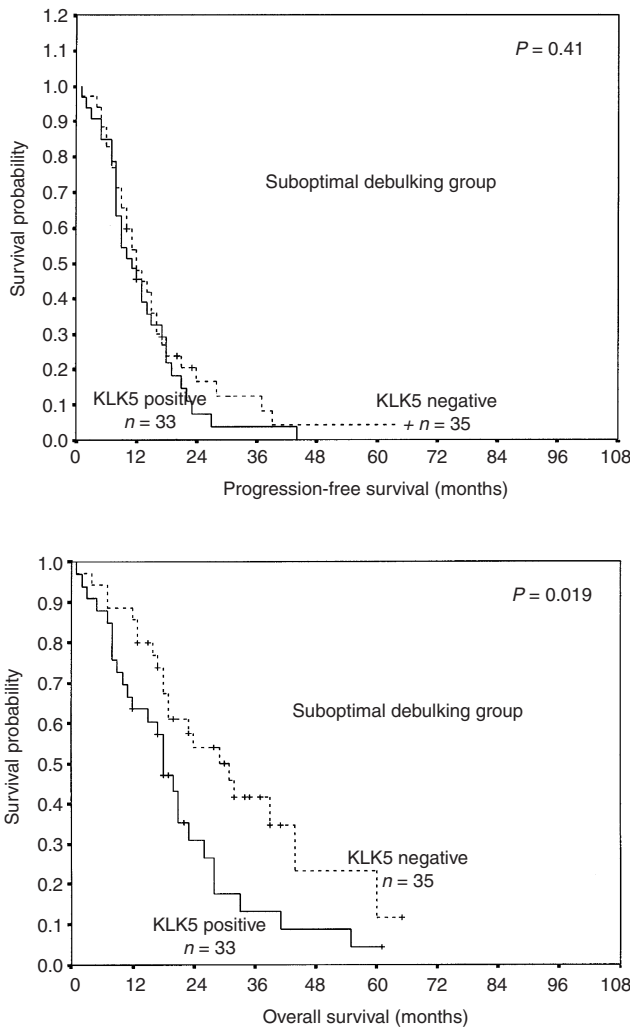 1.2
1.1
1.0
0.9
0.8
0.7
0.6
0.5
0.4
0.3
0.2
0.1
0.0
Survival probability
P = 0.41
Suboptimal debulking group
KLK5 positive
n = 33
KLK5 negative
n = 35
0 12 24 36 48 60 72 84 96 108
Progression-free survival (months)
1.0
0.9
0.8
0.7
0.6
0.5
0.4
0.3
0.2
0.1
0.0
Survival probability
P = 0.019
Suboptimal debulking group
KLK5 negative
n = 35
KLK5 positive
n = 33
0 12 24 36 48 60 72 84 96 108
Overall survival (months)